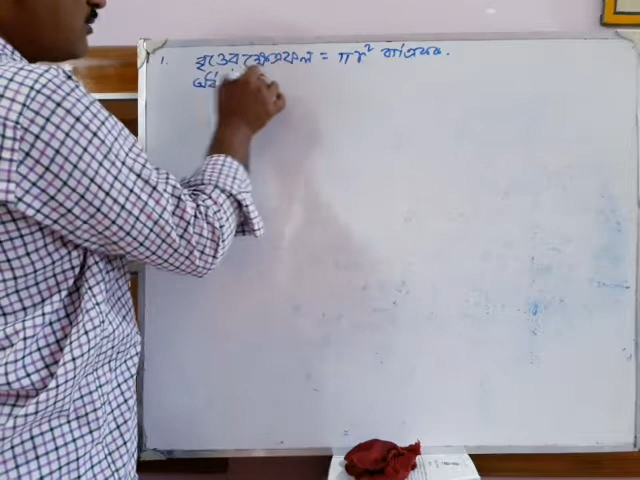 1. বৃত্তের ক্ষেত্রফল = πr² বর্গএকক.